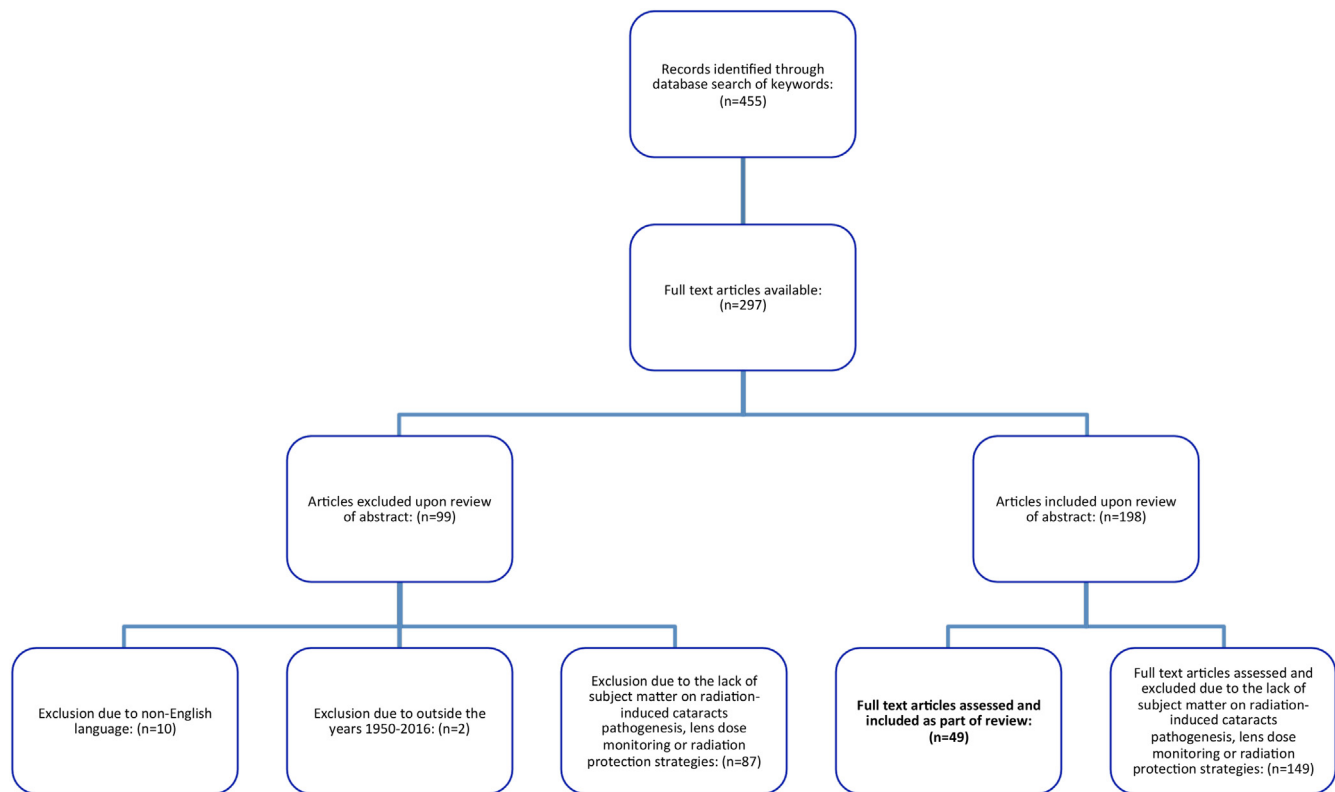 Records identified through
database search of keywords:
(n=455)
Full text articles available:
(n=297)
Articles excluded upon review
of abstract: (n=99)
Articles included upon review
of abstract: (n=198)
Exclusion due to non-English
language: (n=10)
Exclusion due to outside the
years 1950-2016: (n=2)
Exclusion due to the lack of
subject matter on radiation-
induced cataracts
pathogenesis, lens dose
monitoring or radiation
protection strategies: (n=87)
Full text articles assessed and
included as part of review:
(n=49)
Full text articles assessed and
excluded due to the lack of
subject matter on radiation-
induced cataracts
pathogenesis, lens dose
monitoring or radiation
protection strategies: (n=149)